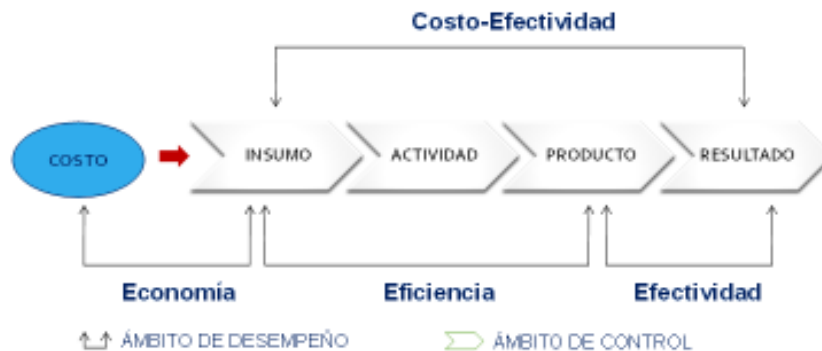 Costo-Efectividad
COSTO
INSUMO
ACTIVIDAD
PRODUCTO
RESULTADO
Economía
Eficiencia
Efectividad
ÁMBITO DE DESEMPEÑO
ÁMBITO DE CONTROL